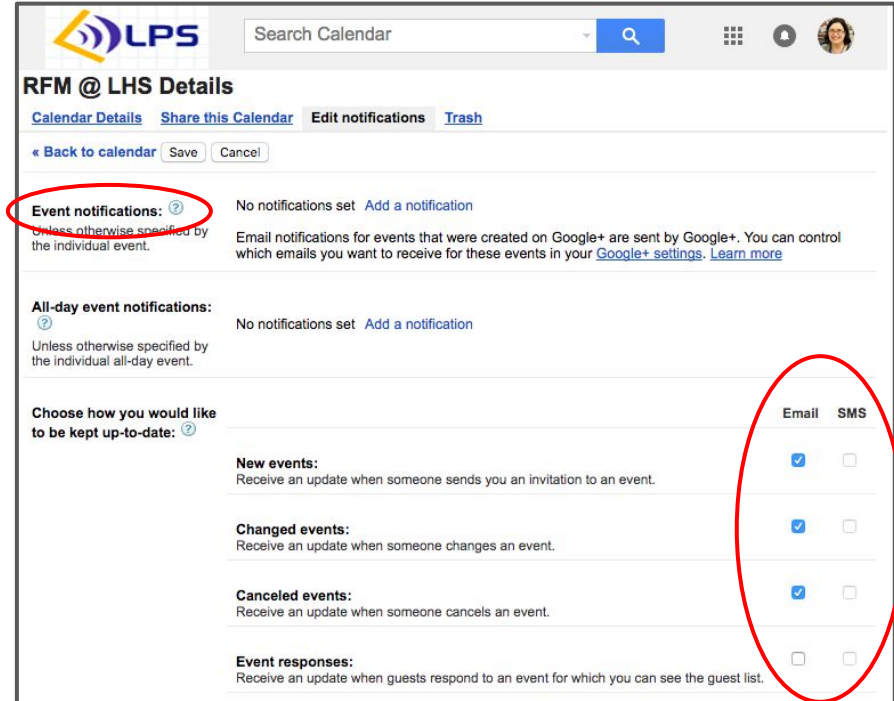 LPS
Search Calendar
RFM @ LHS Details
Calendar Details Share this Calendar Edit notifications Trash
« Back to calendar Save Cancel
Event notifications: ?
Unless otherwise specified by
the individual event.
No notifications set Add a notification
Email notifications for events that were created on Google+ are sent by Google+. You can control
which emails you want to receive for these events in your Google+ settings. Learn more
All-day event notifications:
?
Unless otherwise specified by
the individual all-day event.
No notifications set Add a notification
Choose how you would like
to be kept up-to-date: ?
Email SMS
New events:
Receive an update when someone sends you an invitation to an event.
Changed events:
Receive an update when someone changes an event.
Canceled events:
Receive an update when someone cancels an event.
Event responses:
Receive an update when guests respond to an event for which you can see the guest list.